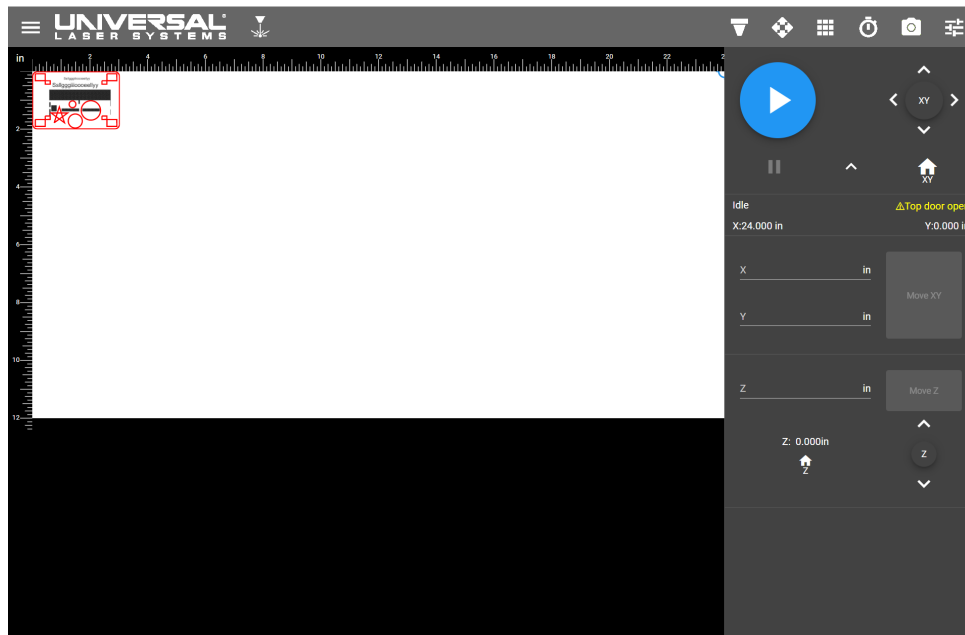 UNIVERSAL
LASER SYSTEMS
in
2 4 6 8 10 12 14 16 18 20 22 2
2
4
6
8
10
12
XY
XY
Idle
⚠Top door ope
X:24.000 in
Y:0.000 i
X in
Move XY
Y in
Z in
Move Z
Z: 0.000in
Z
Z